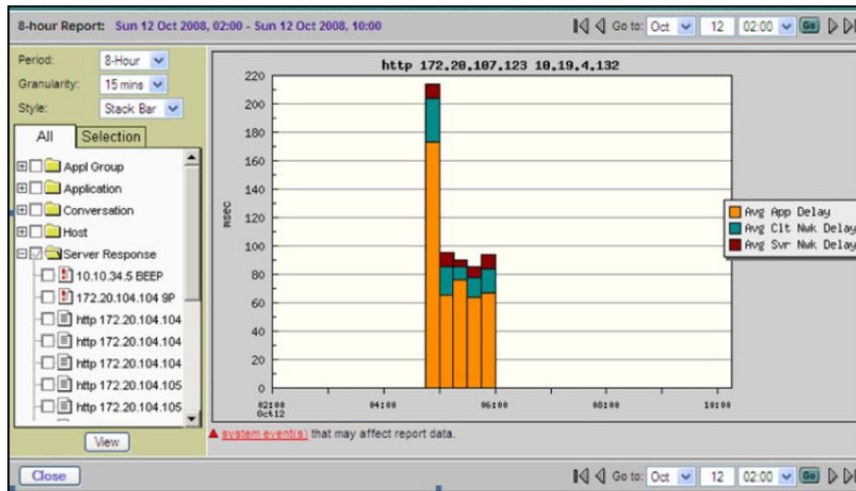 8-hour Report: Sun 12 Oct 2008, 02:00 - Sun 12 Oct 2008, 10:00
Go to: Oct 12 02:00 Go
Period: 8-Hour
Granularity: 15 mins
Style: Stack Bar
All Selection
Appl Group
Application
Conversation
Host
Server Response
10.10.34.5 BEEP
172.20.104.104 9P
http 172.20.104.104
http 172.20.104.104
http 172.20.104.104
http 172.20.104.105
http 172.20.104.105
View
http 172.20.107.123 10.19.4.132
msec
220
200
180
160
140
120
100
80
60
40
20
0
02:00 04:00 06:00 08:00 10:00
Oct12
Avg App Delay
Avg Clt Nwk Delay
Avg Svr Nwk Delay
system event(s) that may affect report data.
Close
Go to: Oct 12 02:00 Go